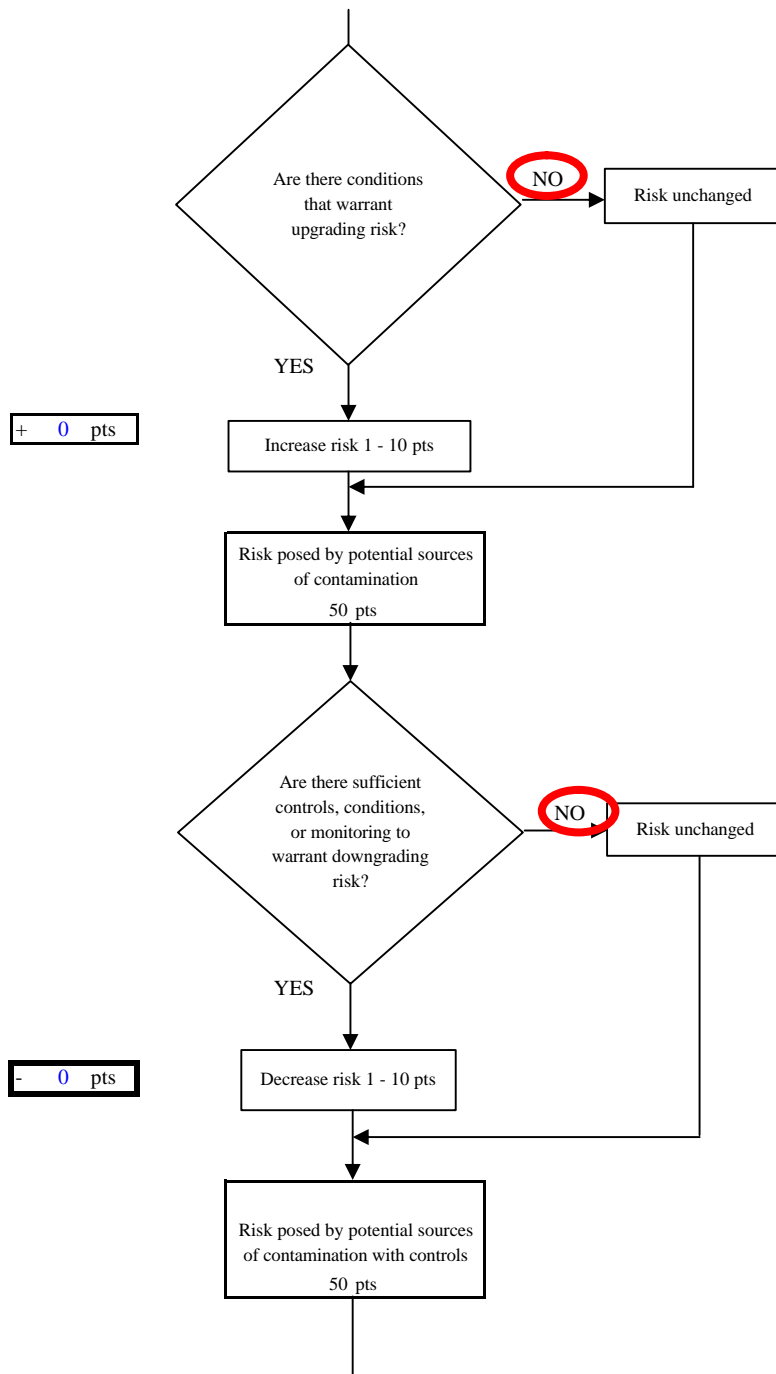 Are there conditions
that warrant
upgrading risk?
NO
Risk unchanged
YES
+ 0 pts
Increase risk 1 - 10 pts
Risk posed by potential sources
of contamination
50 pts
Are there sufficient
controls, conditions,
or monitoring to
warrant downgrading
risk?
NO
Risk unchanged
YES
- 0 pts
Decrease risk 1 - 10 pts
Risk posed by potential sources
of contamination with controls
50 pts